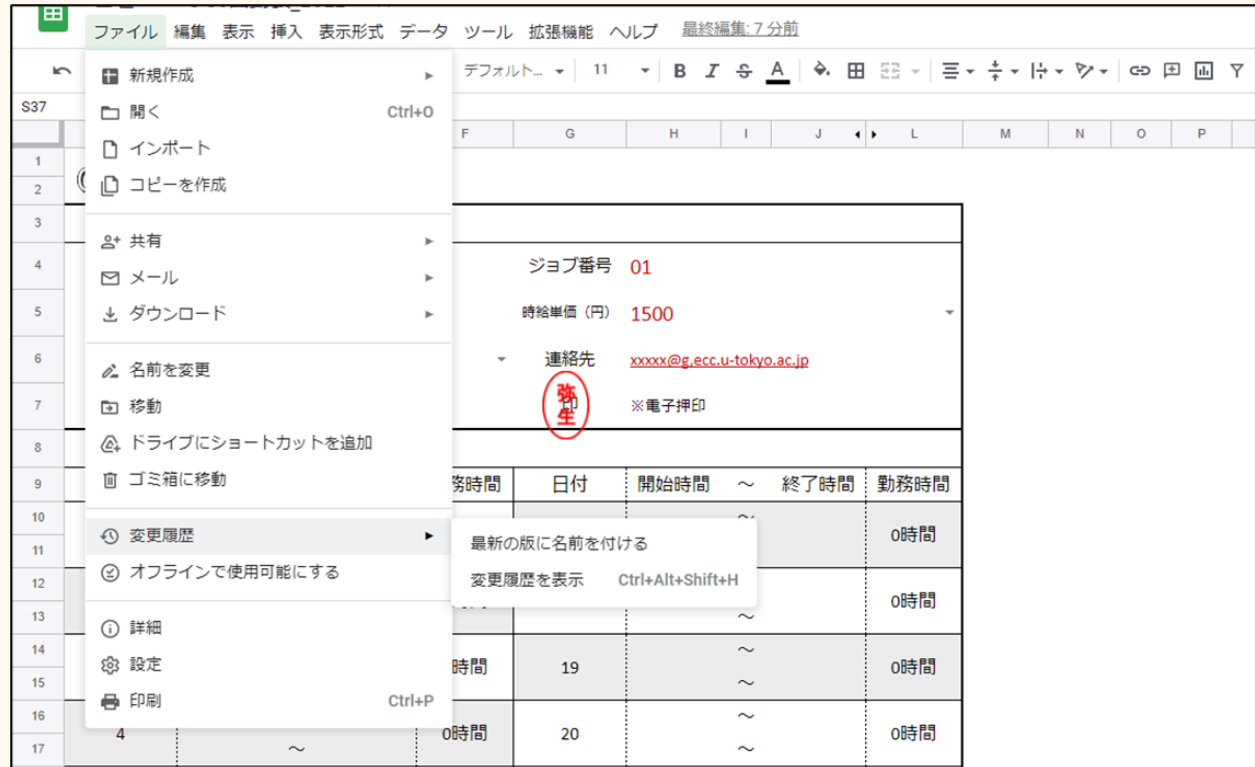 ファイル 編集 表示 挿入 表示形式 データ ツール 拡張機能 ヘルプ 最終編集: 7 分前
デフォルト... 11 B I S A
S37
F G H I J L M N O P
新規作成
開く Ctrl+O
インポート
コピーを作成
共有
メール
ダウンロード
名前を変更
移動
ドライブにショートカットを追加
ゴミ箱に移動
変更履歴
オフラインで使用可能にする
詳細
設定
印刷 Ctrl+P
最新の版に名前を付ける
変更履歴を表示 Ctrl+Alt+Shift+H
1
2
3
4 ジョブ番号 01
5 時給単価（円） 1500
6 連絡先 xxxxx@g.ecc.u-tokyo.ac.jp
7 印 弥生 ※電子押印
8
9 務時間 日付 開始時間 ～ 終了時間 勤務時間
10 ～
11 0時間
12
13 ～ 0時間
14 ～
15 時間 19 ～ 0時間
16 ～
17 4 ～ 0時間 20 ～ 0時間